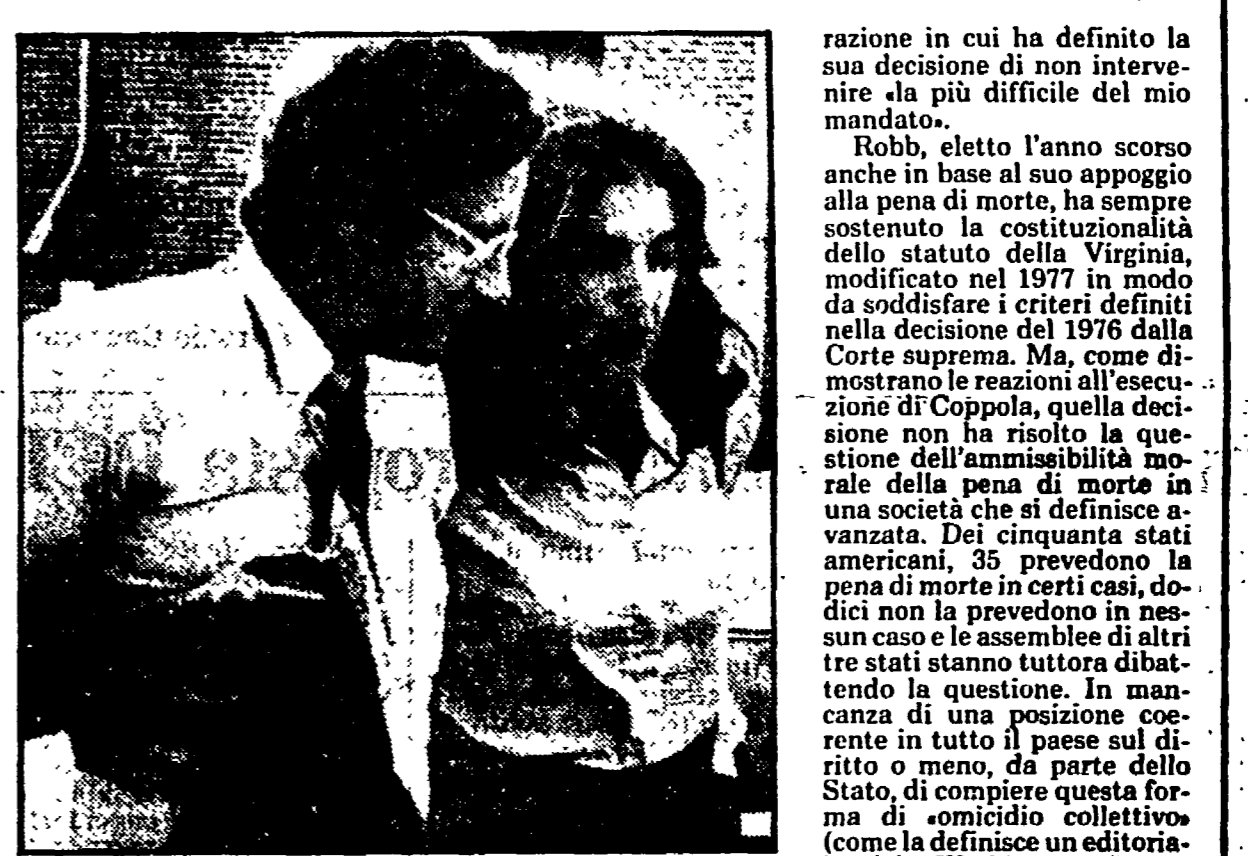 razione in cui ha definito la
sua decisione di non interve-
nire «la più difficile del mio
mandato».
Robb, eletto l'anno scorso
anche in base al suo appoggio
alla pena di morte, ha sempre
sostenuto la costituzionalità
dello statuto della Virginia,
modificato nel 1977 in modo
da soddisfare i criteri definiti
nella decisione del 1976 dalla
Corte suprema. Ma, come di-
mostrano le reazioni all'esecu-
zione di Coppola, quella deci-
sione non ha risolto la que-
stione dell'ammissibilità mo-
rale della pena di morte in
una società che si definisce a-
vanzata. Dei cinquanta stati
americani, 35 prevedono la
pena di morte in certi casi, do-
dici non la prevedono in nes-
sun caso e le assemblee di altri
tre stati stanno tuttora dibat-
tendo la questione. In man-
canza di una posizione coe-
rente in tutto il paese sul di-
ritto o meno, da parte dello
Stato, di compiere questa for-
ma di «omicidio collettivo»
(come la definisce un editoria-